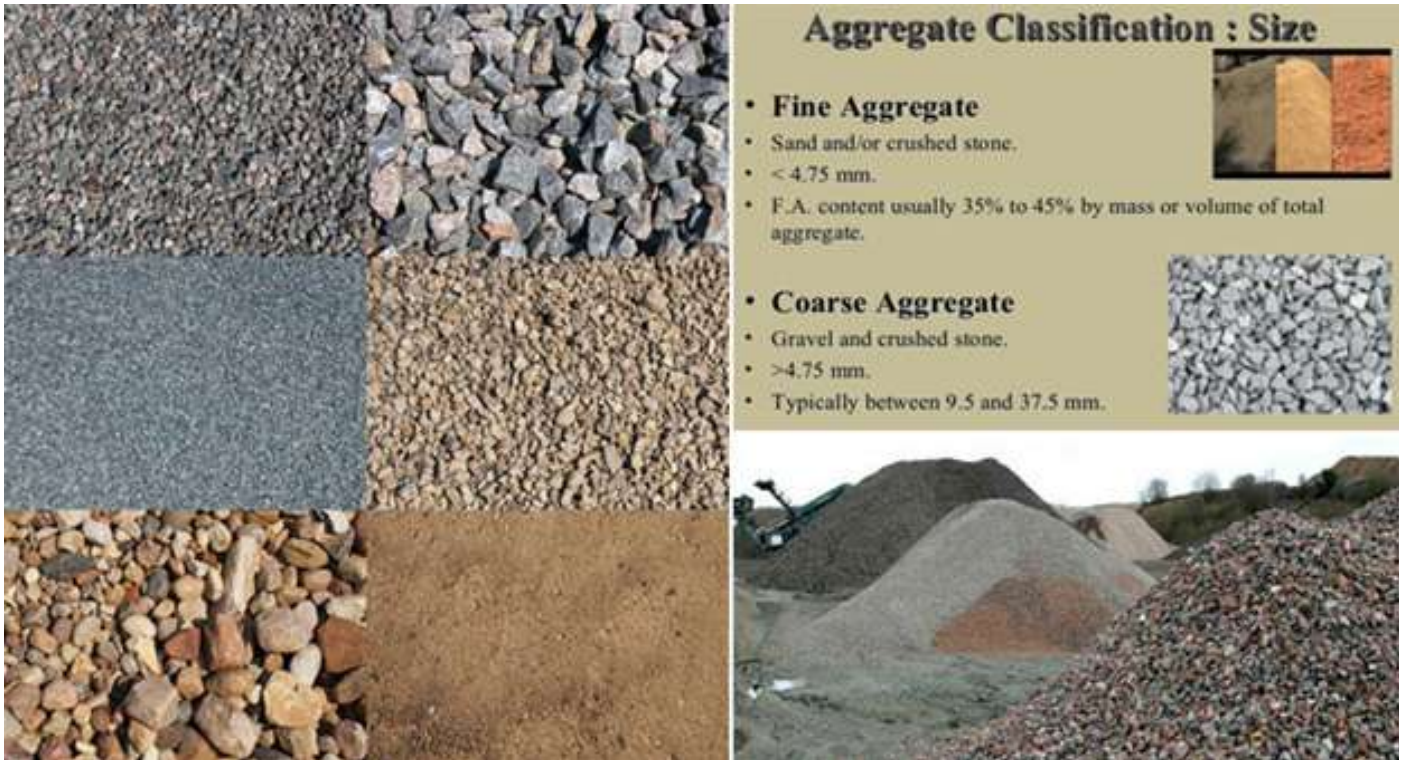 Aggregate Classification : Size
• Fine Aggregate
• Sand and/or crushed stone.
• < 4.75 mm.
• F.A. content usually 35% to 45% by mass or volume of total
aggregate.
• Coarse Aggregate
• Gravel and crushed stone.
• >4.75 mm.
• Typically between 9.5 and 37.5 mm.